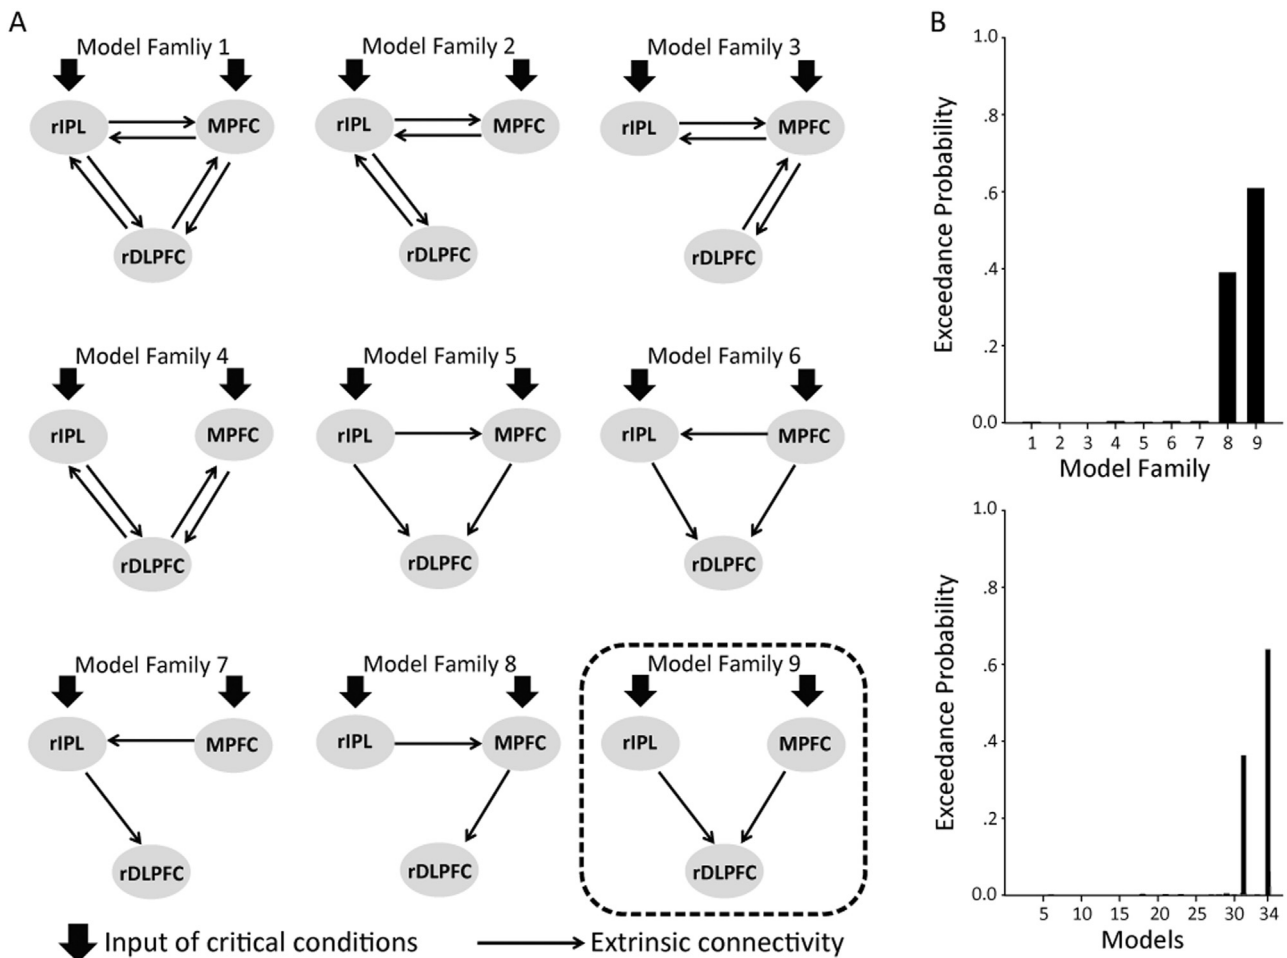 A
Model Famliy 1
rIPL
MPFC
rDLPFC
Model Family 2
rIPL
MPFC
rDLPFC
Model Family 3
rIPL
MPFC
rDLPFC
Model Family 4
rIPL
MPFC
rDLPFC
Model Family 5
rIPL
MPFC
rDLPFC
Model Family 6
rIPL
MPFC
rDLPFC
Model Family 7
rIPL
MPFC
rDLPFC
Model Family 8
rIPL
MPFC
rDLPFC
Model Family 9
rIPL
MPFC
rDLPFC
Input of critical conditions
Extrinsic connectivity
B
Exceedance Probability
1.0
.8
.6
.4
.2
0.0
1 2 3 4 5 6 7 8 9
Model Family
Exceedance Probability
1.0
.8
.6
.4
.2
0.0
5 10 15 20 25 30 34
Models